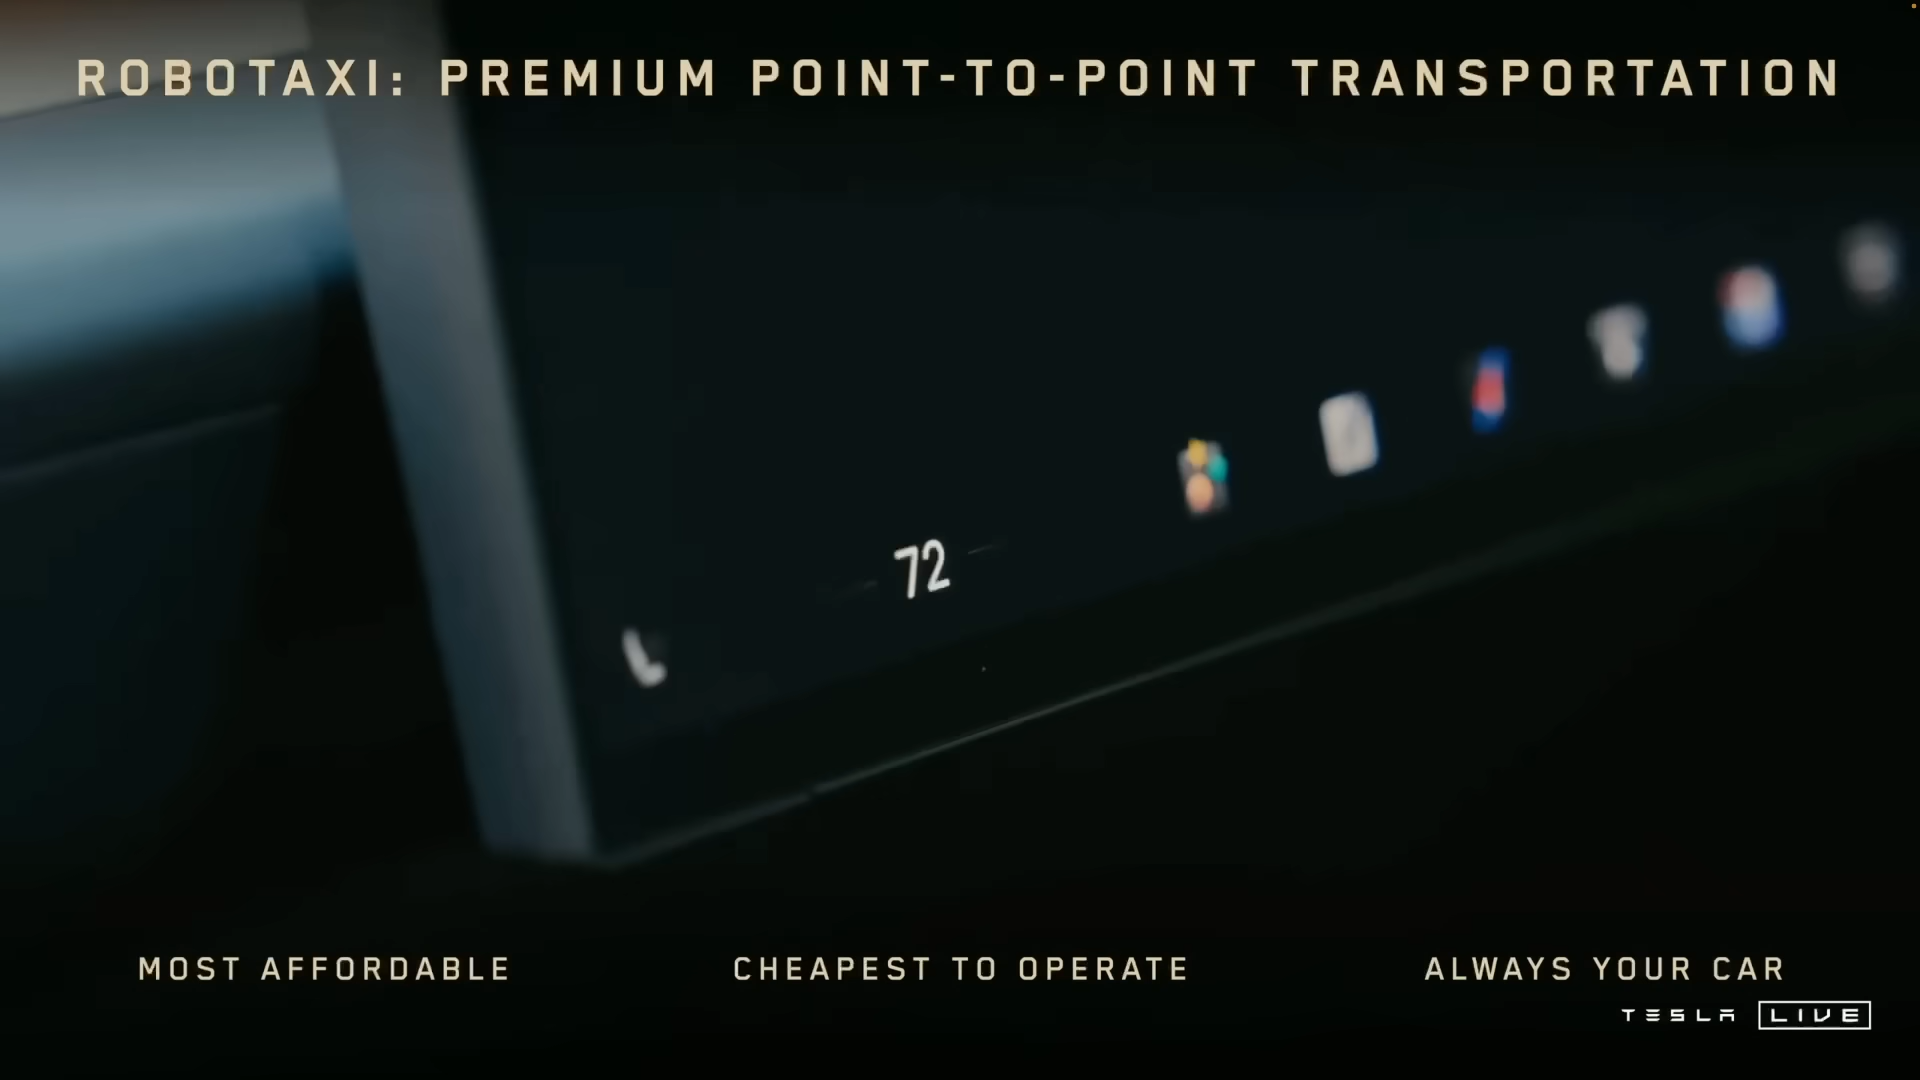 ROBOTAXI: PREMIUM POINT-TO-POINT TRANSPORTATION
72
MOST AFFORDABLE
CHEAPEST TO OPERATE
ALWAYS YOUR CAR
TESLA LIVE